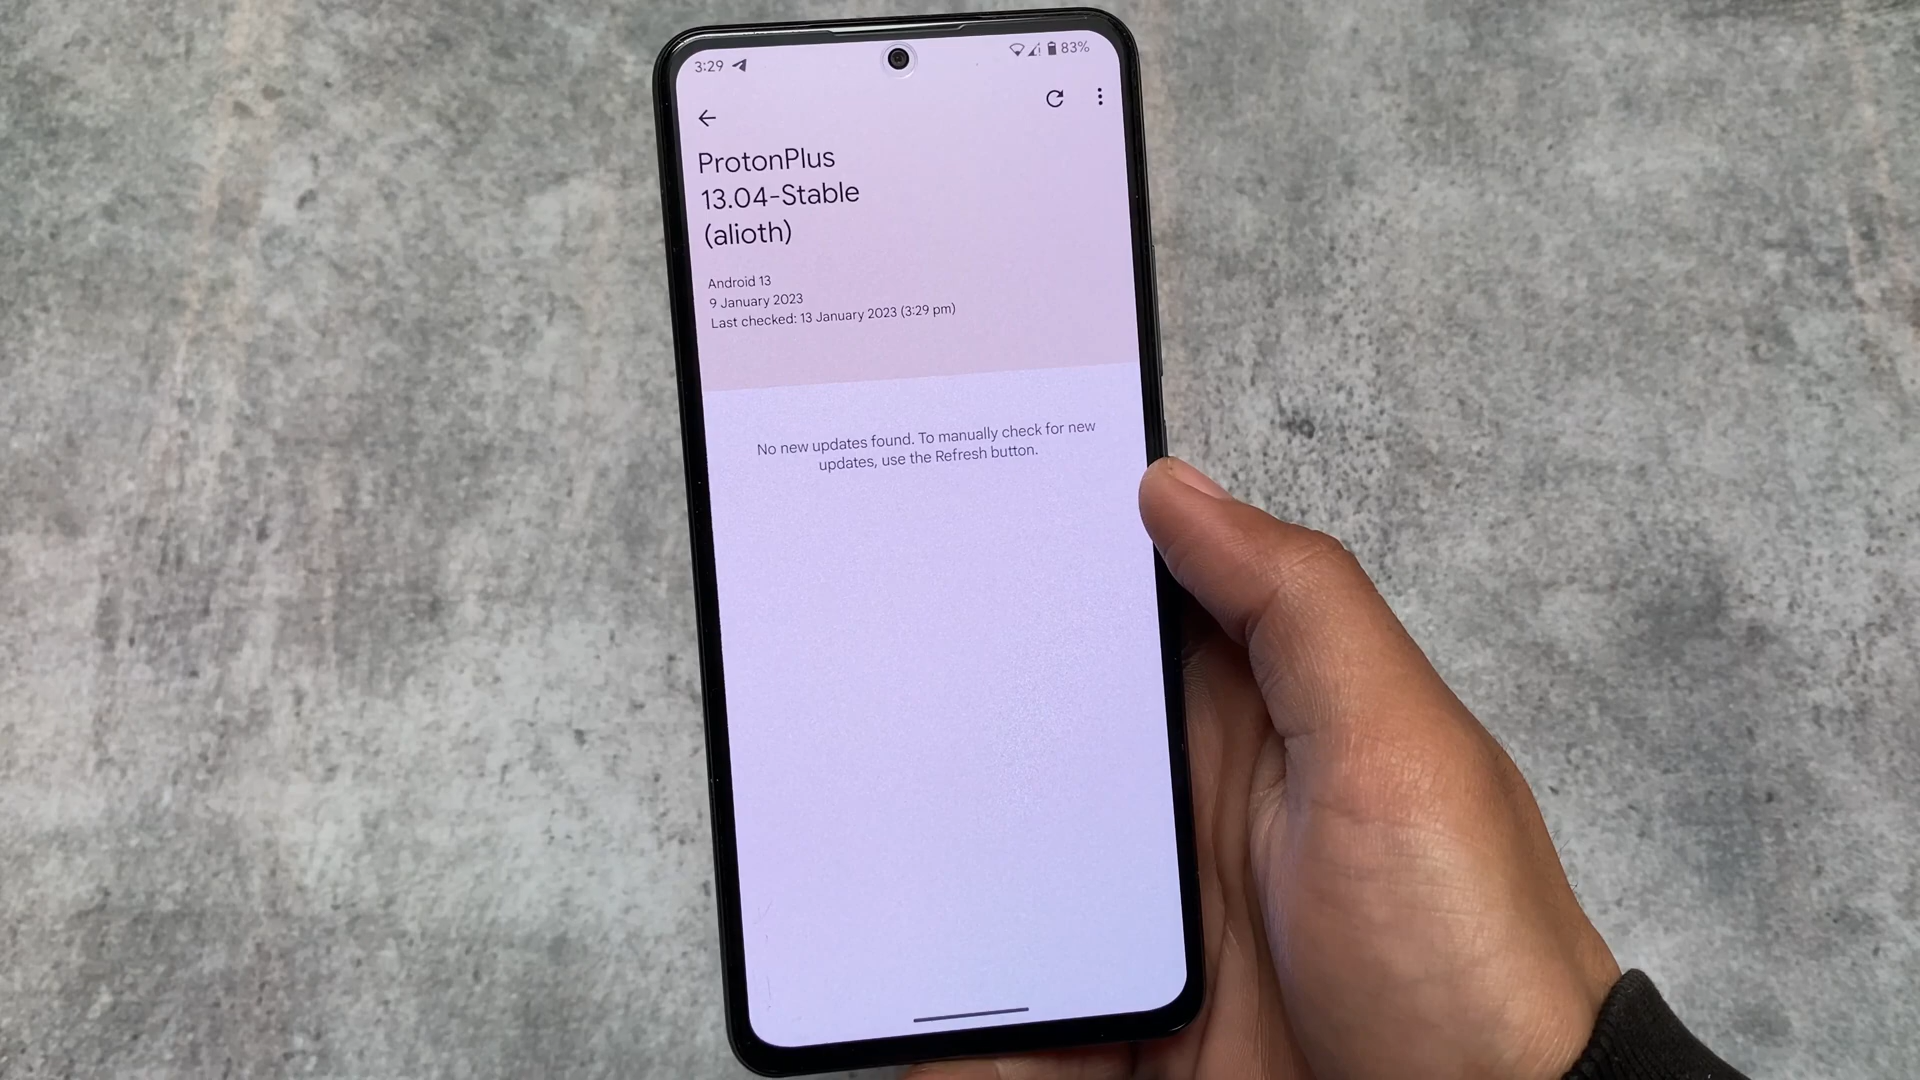 3:29
83%
ProtonPlus
13.04-Stable
(alioth)
Android 13
9 January 2023
Last checked: 13 January 2023 (3:29 pm)
No new updates found. To manually check for new
updates, use the Refresh button.